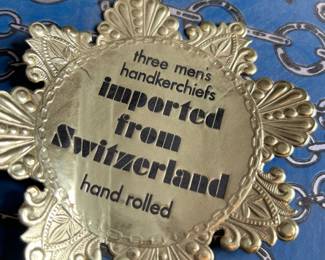 three men's
handkerchiefs
imported
from
Switzerland
hand rolled